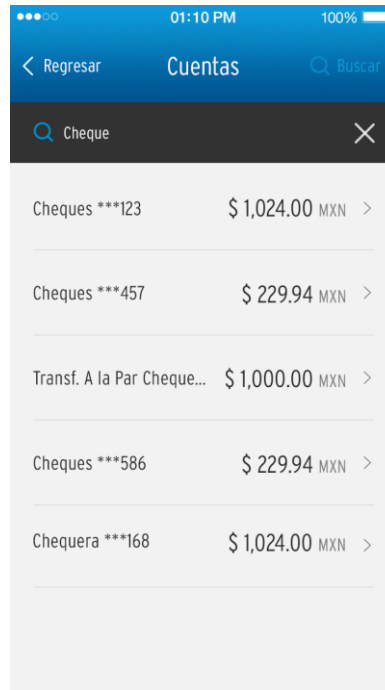 01:10 PM 100%
Regresar Cuentas Buscar
Cheque
Cheques ***123 $ 1,024.00 MXN
Cheques ***457 $ 229.94 MXN
Transf. A la Par Cheque... $ 1,000.00 MXN
Cheques ***586 $ 229.94 MXN
Chequera ***168 $ 1,024.00 MXN